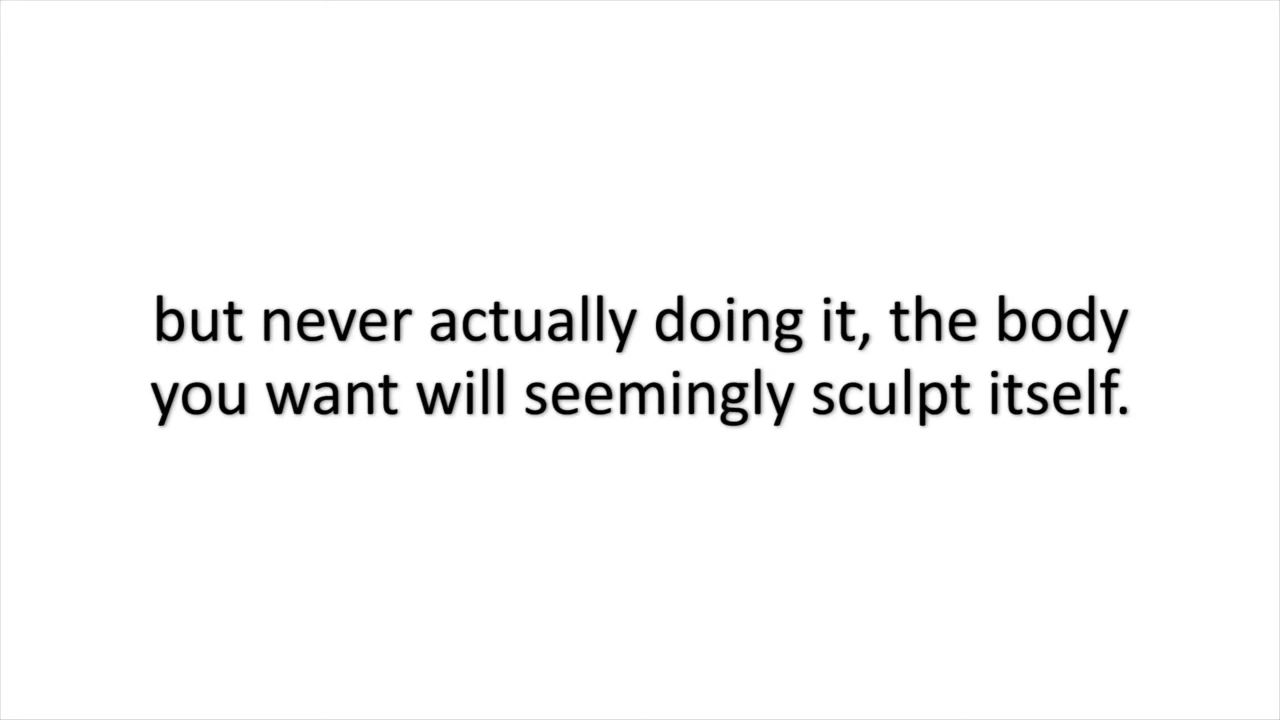 but never actually doing it, the body
you want will seemingly sculpt itself.